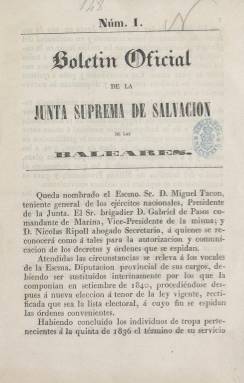 148
Núm. 1.
Boletin Oficial
DE LA
JUNTA SUPREMA DE SALVACION
DE LAS
BALEARES.
Queda nombrado el Escmo. Sr. D. Miguel Tacon,
teniente general de los ejércitos nacionales, Presidente
de la Junta. El Sr. brigadier D. Gabriel de Pasos co-
mandante de Marina, Vice-Presidente de la misma; y
D. Nicolas Ripoll abogado Secretario, á quienes se reco-
nocerá como á tales para la autorizacion y comuni-
cacion de los decretos y órdenes que se espidan.
Atendidas las circunstancias se releva á los vocales
de la Escma. Diputacion provincial de sus cargos, de-
biendo ser sustituidos interinamente por los que la
componian en setiembre de 1840, procediéndose des-
pues á nueva eleccion á tenor de la ley vigente, recti-
ficada que sea la lista electoral, á cuyo fin se espidan
las órdenes convenientes.
Habiendo concluido los individuos de tropa perte-
necientes á la quinta de 1836 el término de su servicio